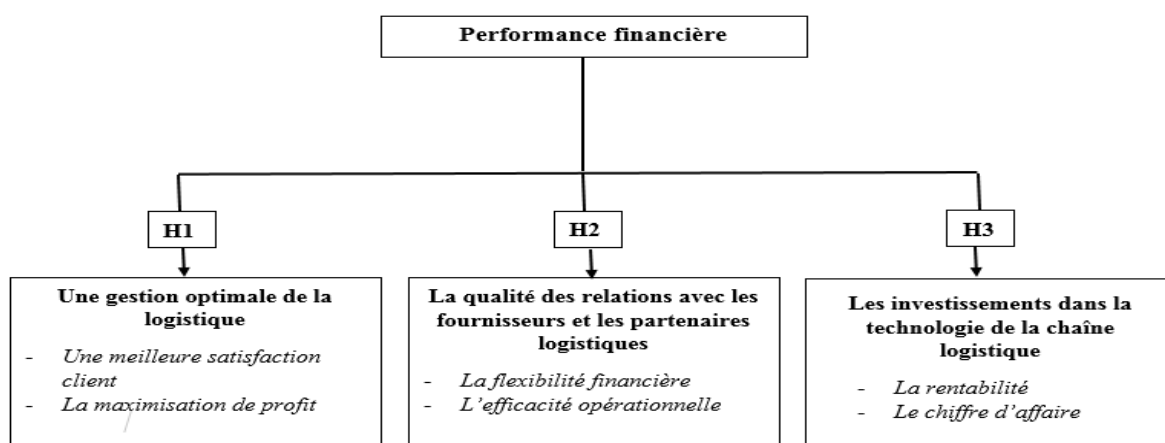 Performance financière
H1
H2
H3
Une gestion optimale de la
logistique
- Une meilleure satisfaction
client
- La maximisation de profit
La qualité des relations avec les
fournisseurs et les partenaires
logistiques
- La flexibilité financière
- L'efficacité opérationnelle
Les investissements dans la
technologie de la chaîne
logistique
- La rentabilité
- Le chiffre d'affaire